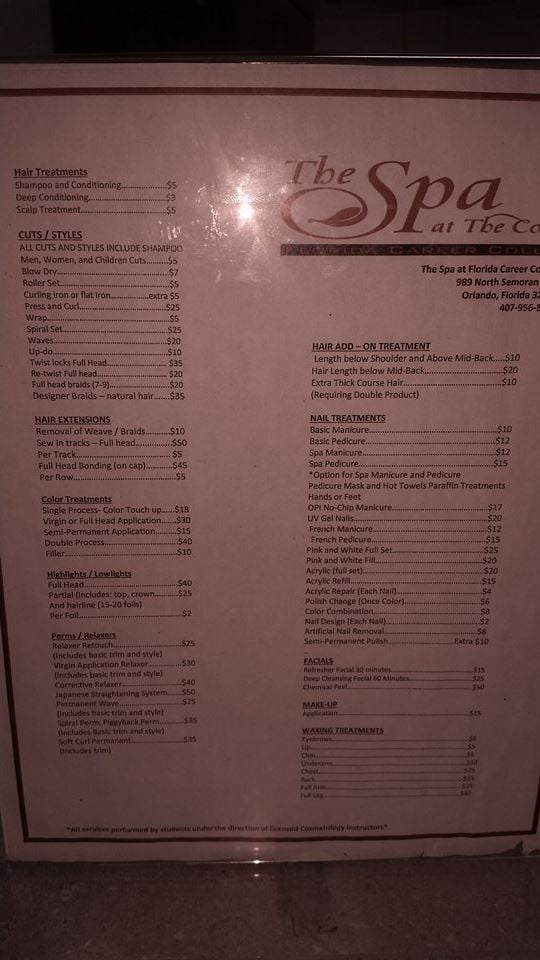 Hair Treatments
Shampoo and Conditioning....................$5
Deep Conditioning................................$3
Scalp Treatment...................................$5
CUTS / STYLES
ALL CUTS AND STYLES INCLUDE SHAMPOO
Men, Women, and Children Cuts.......$5
Blow Dry.............................................$7
Roller Set............................................$5
Curling iron or flat iron...............extra $5
Press and Curl....................................$25
Wrap...................................................$5
Spiral Set............................................$25
Waves.................................................$20
Up-do.................................................$10
Twist locks Full Head.........................$35
Re-twist Full head.............................. $20
Full head braids (7-9).........................$20
Designer Braids – natural hair......$35
HAIR EXTENSIONS
Removal of Weave / Braids..........$10
Sew in tracks – Full head.............$50
Per Track.....................................$5
Full Head Bonding (on cap).........$45
Per Row.......................................$5
Color Treatments
Single Process- Color Touch up.....$18
Virgin or Full Head Application.....$30
Semi-Permanent Application.......$15
Double Process............................$40
Filler.............................................$10
Highlights / Lowlights
Full Head.....................................$40
Partial (Includes: top, crown.......$25
And hairline (15-20 foils)
Per Foil........................................$2
Perms / Relaxers
Relaxer Retouch..........................$25
(Includes basic trim and style)
Virgin Application Relaxer...........$30
(Includes basic trim and style)
Corrective Relaxer.......................$40
Japanese Straightening System.....$50
Permanent Wave.........................$25
(Includes basic trim and style)
Spiral Perm, Piggyback Perm........$35
(Includes Basic trim and style)
Soft Curl Permanent....................$35
(Includes trim)
The Spa
at The Co
FLORIDA CAREER COLL
The Spa at Florida Career Co
989 North Semoran
Orlando, Florida 32
407-956-5
HAIR ADD – ON TREATMENT
Length below Shoulder and Above Mid-Back.....$10
Hair Length below Mid-Back..............................$20
Extra Thick Course Hair......................................$10
(Requiring Double Product)
NAIL TREATMENTS
Basic Manicure..................................................$10
Basic Pedicure...................................................$12
Spa Manicure....................................................$12
Spa Pedicure.....................................................$15
*Option for Spa Manicure and Pedicure
Pedicure Mask and Hot Towels Paraffin Treatments
Hands or Feet
OPI No-Chip Manicure.......................................$17
UV Gel Nails......................................................$20
French Manicure...............................................$12
French Pedicure................................................$15
Pink and White Full Set.....................................$25
Pink and White Fill............................................$20
Acrylic (full set)..................................................$20
Acrylic Refill.......................................................$15
Acrylic Repair (Each Nail)...................................$4
Polish Change (Once Color)................................$6
Color Combination.............................................$8
Nail Design (Each Nail).......................................$2
Artificial Nail Removal........................................$8
Semi-Permanent Polish............................Extra $10
FACIALS
Refresher Facial 30 minutes...............................$15
Deep Cleansing Facial 60 Minutes......................$25
Chemical Peel....................................................$50
MAKE-UP
Application........................................................$15
WAXING TREATMENTS
Eyebrows...........................................................$5
Lip.....................................................................$5
Chin...................................................................$5
Underarms.........................................................$10
Chest.................................................................$25
Back..................................................................$35
Full Arm.............................................................$25
Full Leg..............................................................$40
*All services performed by students under the direction of licensed Cosmetology Instructors*